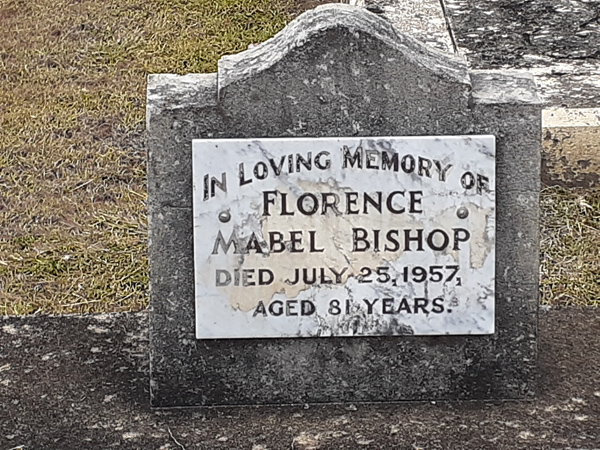 IN LOVING MEMORY OF
FLORENCE
MABEL BISHOP
DIED JULY 25, 1957,
AGED 81 YEARS.